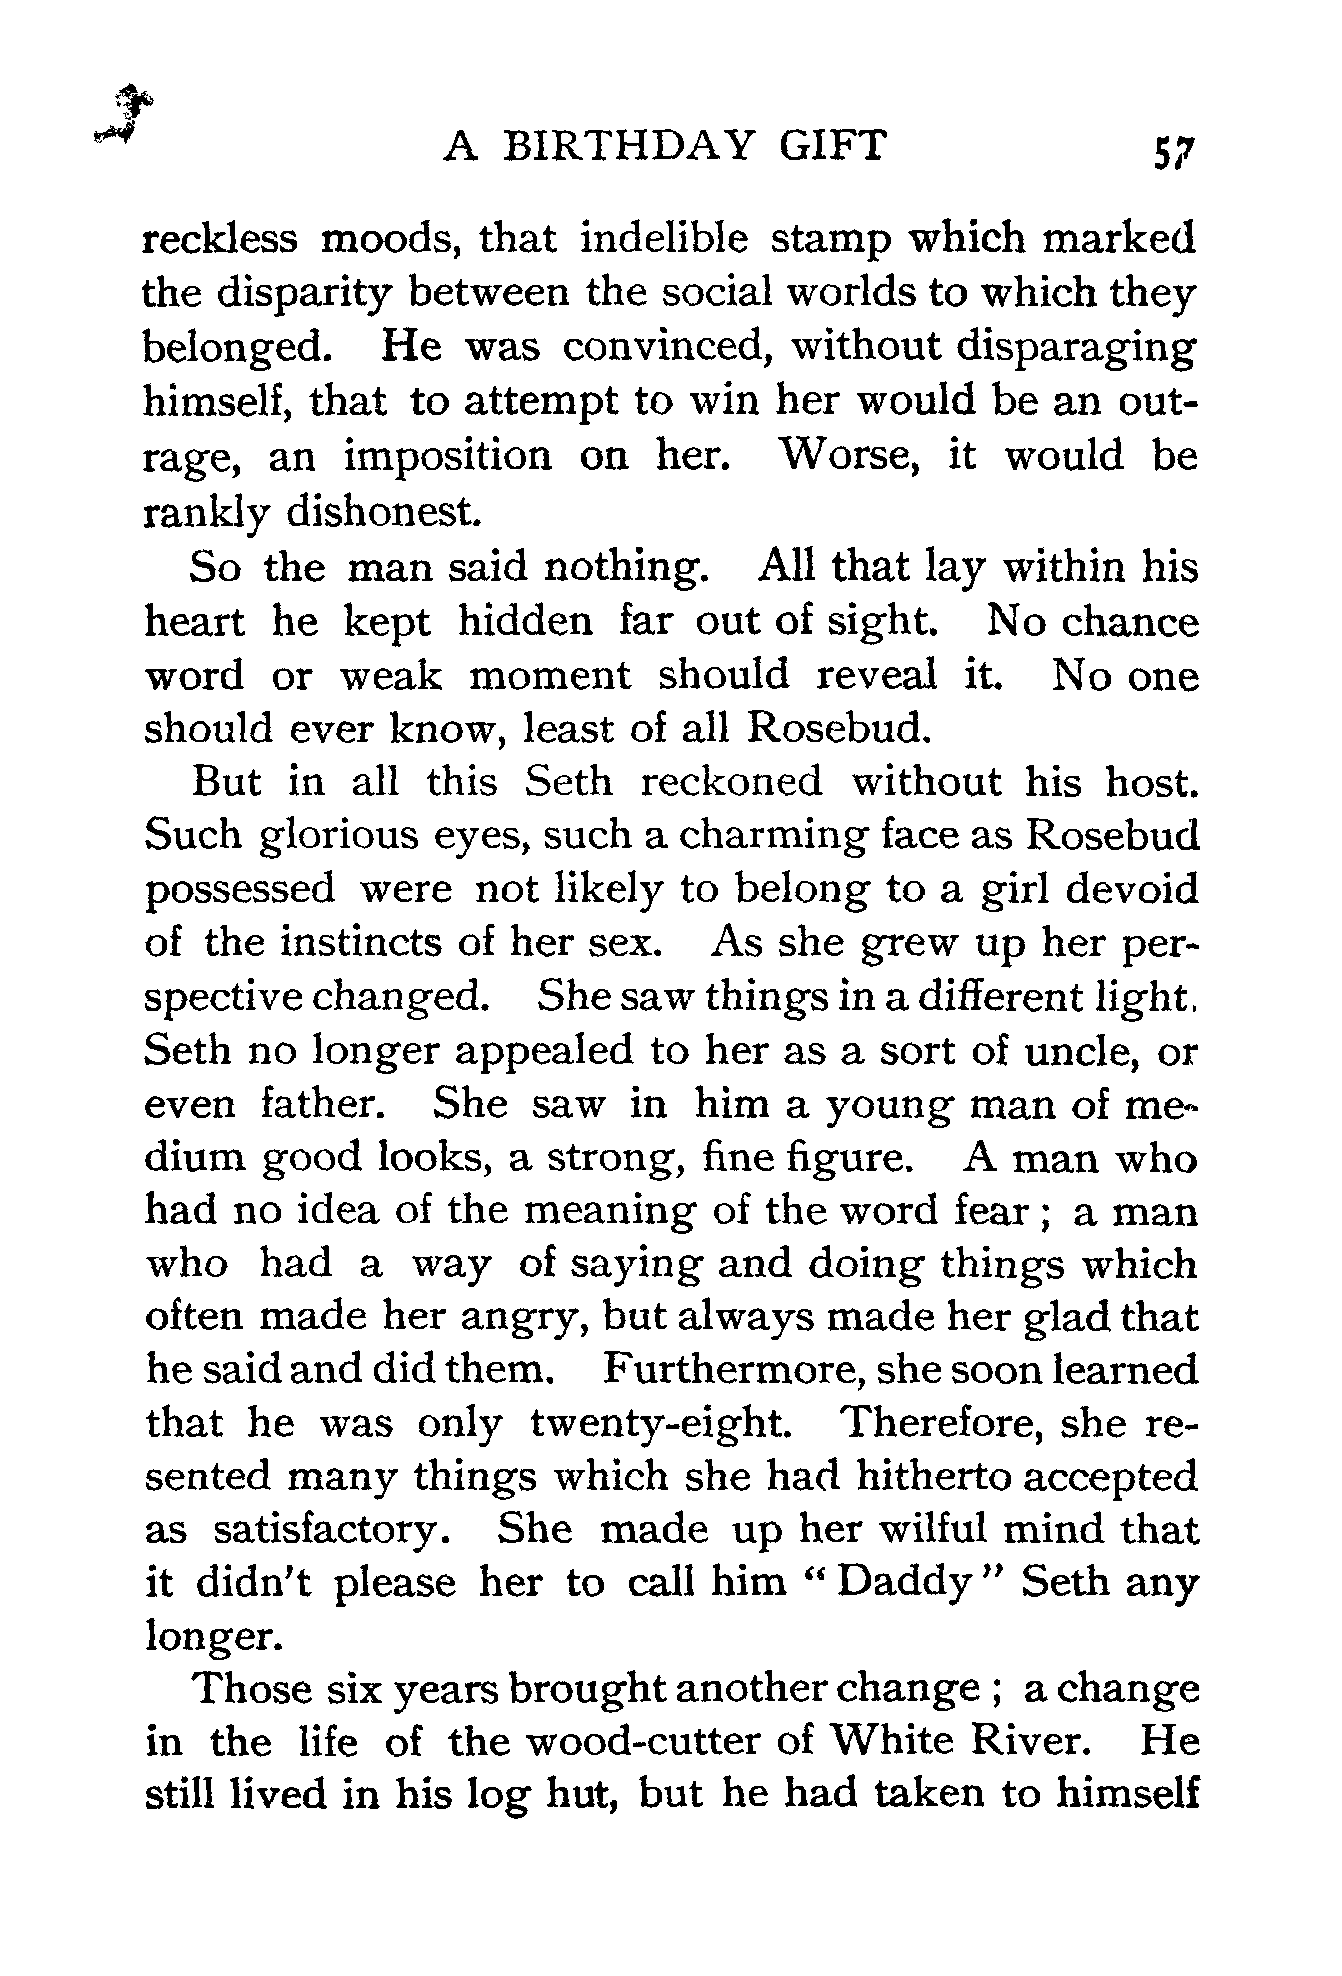 A BIRTHDAY GIFT 57
reckless moods, that indelible stamp which marked
the disparity between the social worlds to which they
belonged. He was convinced, without disparaging
himself, that to attempt to win her would be an out-
rage, an imposition on her. Worse, it would be
rankly dishonest.
So the man said nothing. All that lay within his
heart he kept hidden far out of sight. No chance
word or weak moment should reveal it. No one
should ever know, least of all Rosebud.
But in all this Seth reckoned without his host.
Such glorious eyes, such a charming face as Rosebud
possessed were not likely to belong to a girl devoid
of the instincts of her sex. As she grew up her per-
spective changed. She saw things in a different light.
Seth no longer appealed to her as a sort of uncle, or
even father. She saw in him a young man of me-
dium good looks, a strong, fine figure. A man who
had no idea of the meaning of the word fear ; a man
who had a way of saying and doing things which
often made her angry, but always made her glad that
he said and did them. Furthermore, she soon learned
that he was only twenty-eight. Therefore, she re-
sented many things which she had hitherto accepted
as satisfactory. She made up her wilful mind that
it didn't please her to call him “ Daddy ” Seth any
longer.
Those six years brought another change ; a change
in the life of the wood-cutter of White River. He
still lived in his log hut, but he had taken to himself